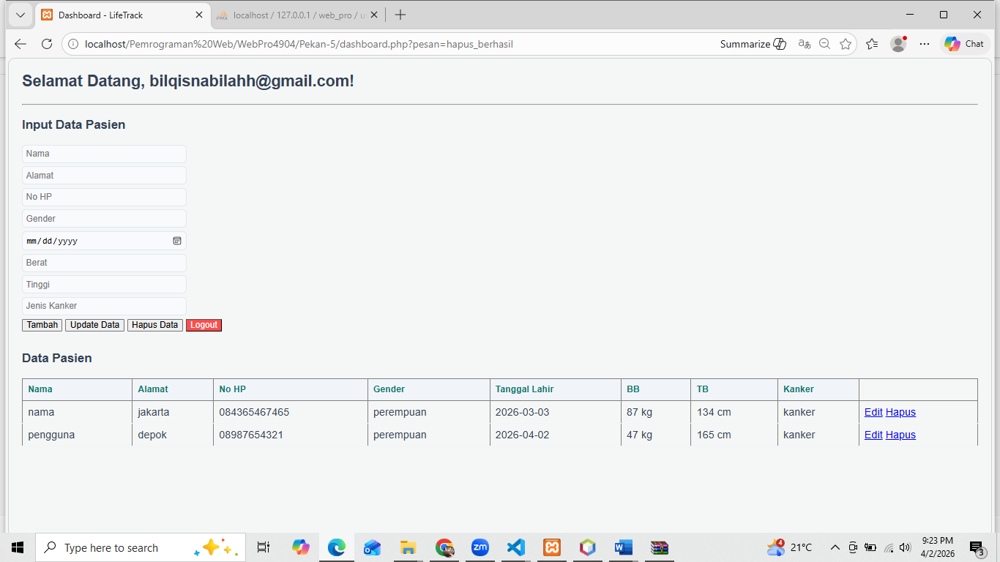 Dashboard - LifeTrack
localhost / 127.0.0.1 / web_pro / us
localhost/Pemrograman%20Web/WebPro4904/Pekan-5/dashboard.php?pesan=hapus_berhasil
Summarize
Chat
Selamat Datang, bilqisnabilahh@gmail.com!
Input Data Pasien
Nama
Alamat
No HP
Gender
mm/dd/yyyy
Berat
Tinggi
Jenis Kanker
Tambah Update Data Hapus Data Logout
Data Pasien
Nama Alamat No HP Gender Tanggal Lahir BB TB Kanker
nama jakarta 084365467465 perempuan 2026-03-03 87 kg 134 cm kanker Edit Hapus
pengguna depok 08987654321 perempuan 2026-04-02 47 kg 165 cm kanker Edit Hapus
Type here to search
zm
W
4
21°C
9:23 PM
4/2/2026
3